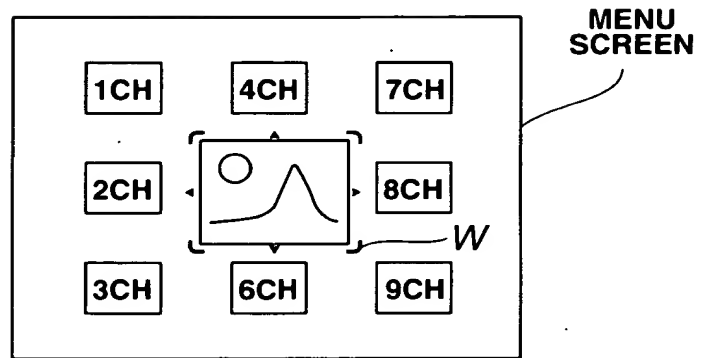 MENU
SCREEN
1CH 4CH 7CH
2CH 8CH
W
3CH 6CH 9CH